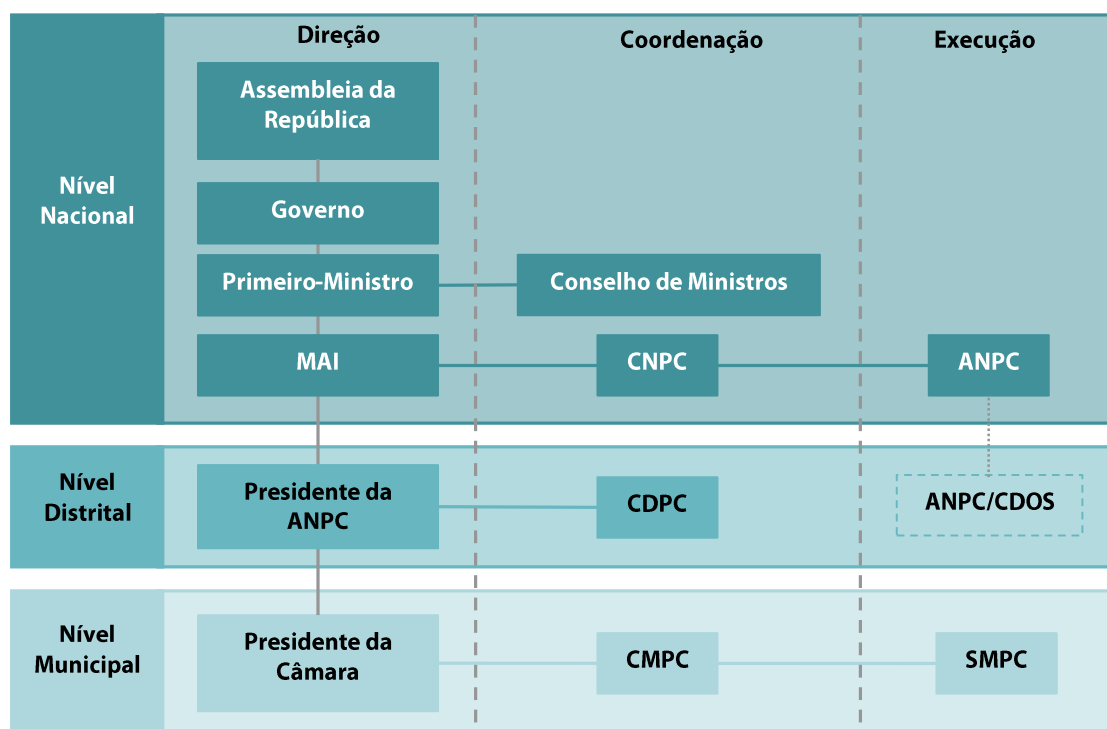 Direção
Coordenação
Execução
Nível
Nacional
Assembleia da
República
Governo
Primeiro-Ministro
Conselho de Ministros
MAI
CNPC
ANPC
Nível
Distrital
Presidente da
ANPC
CDPC
ANPC/CDOS
Nível
Municipal
Presidente da
Câmara
CMPC
SMPC